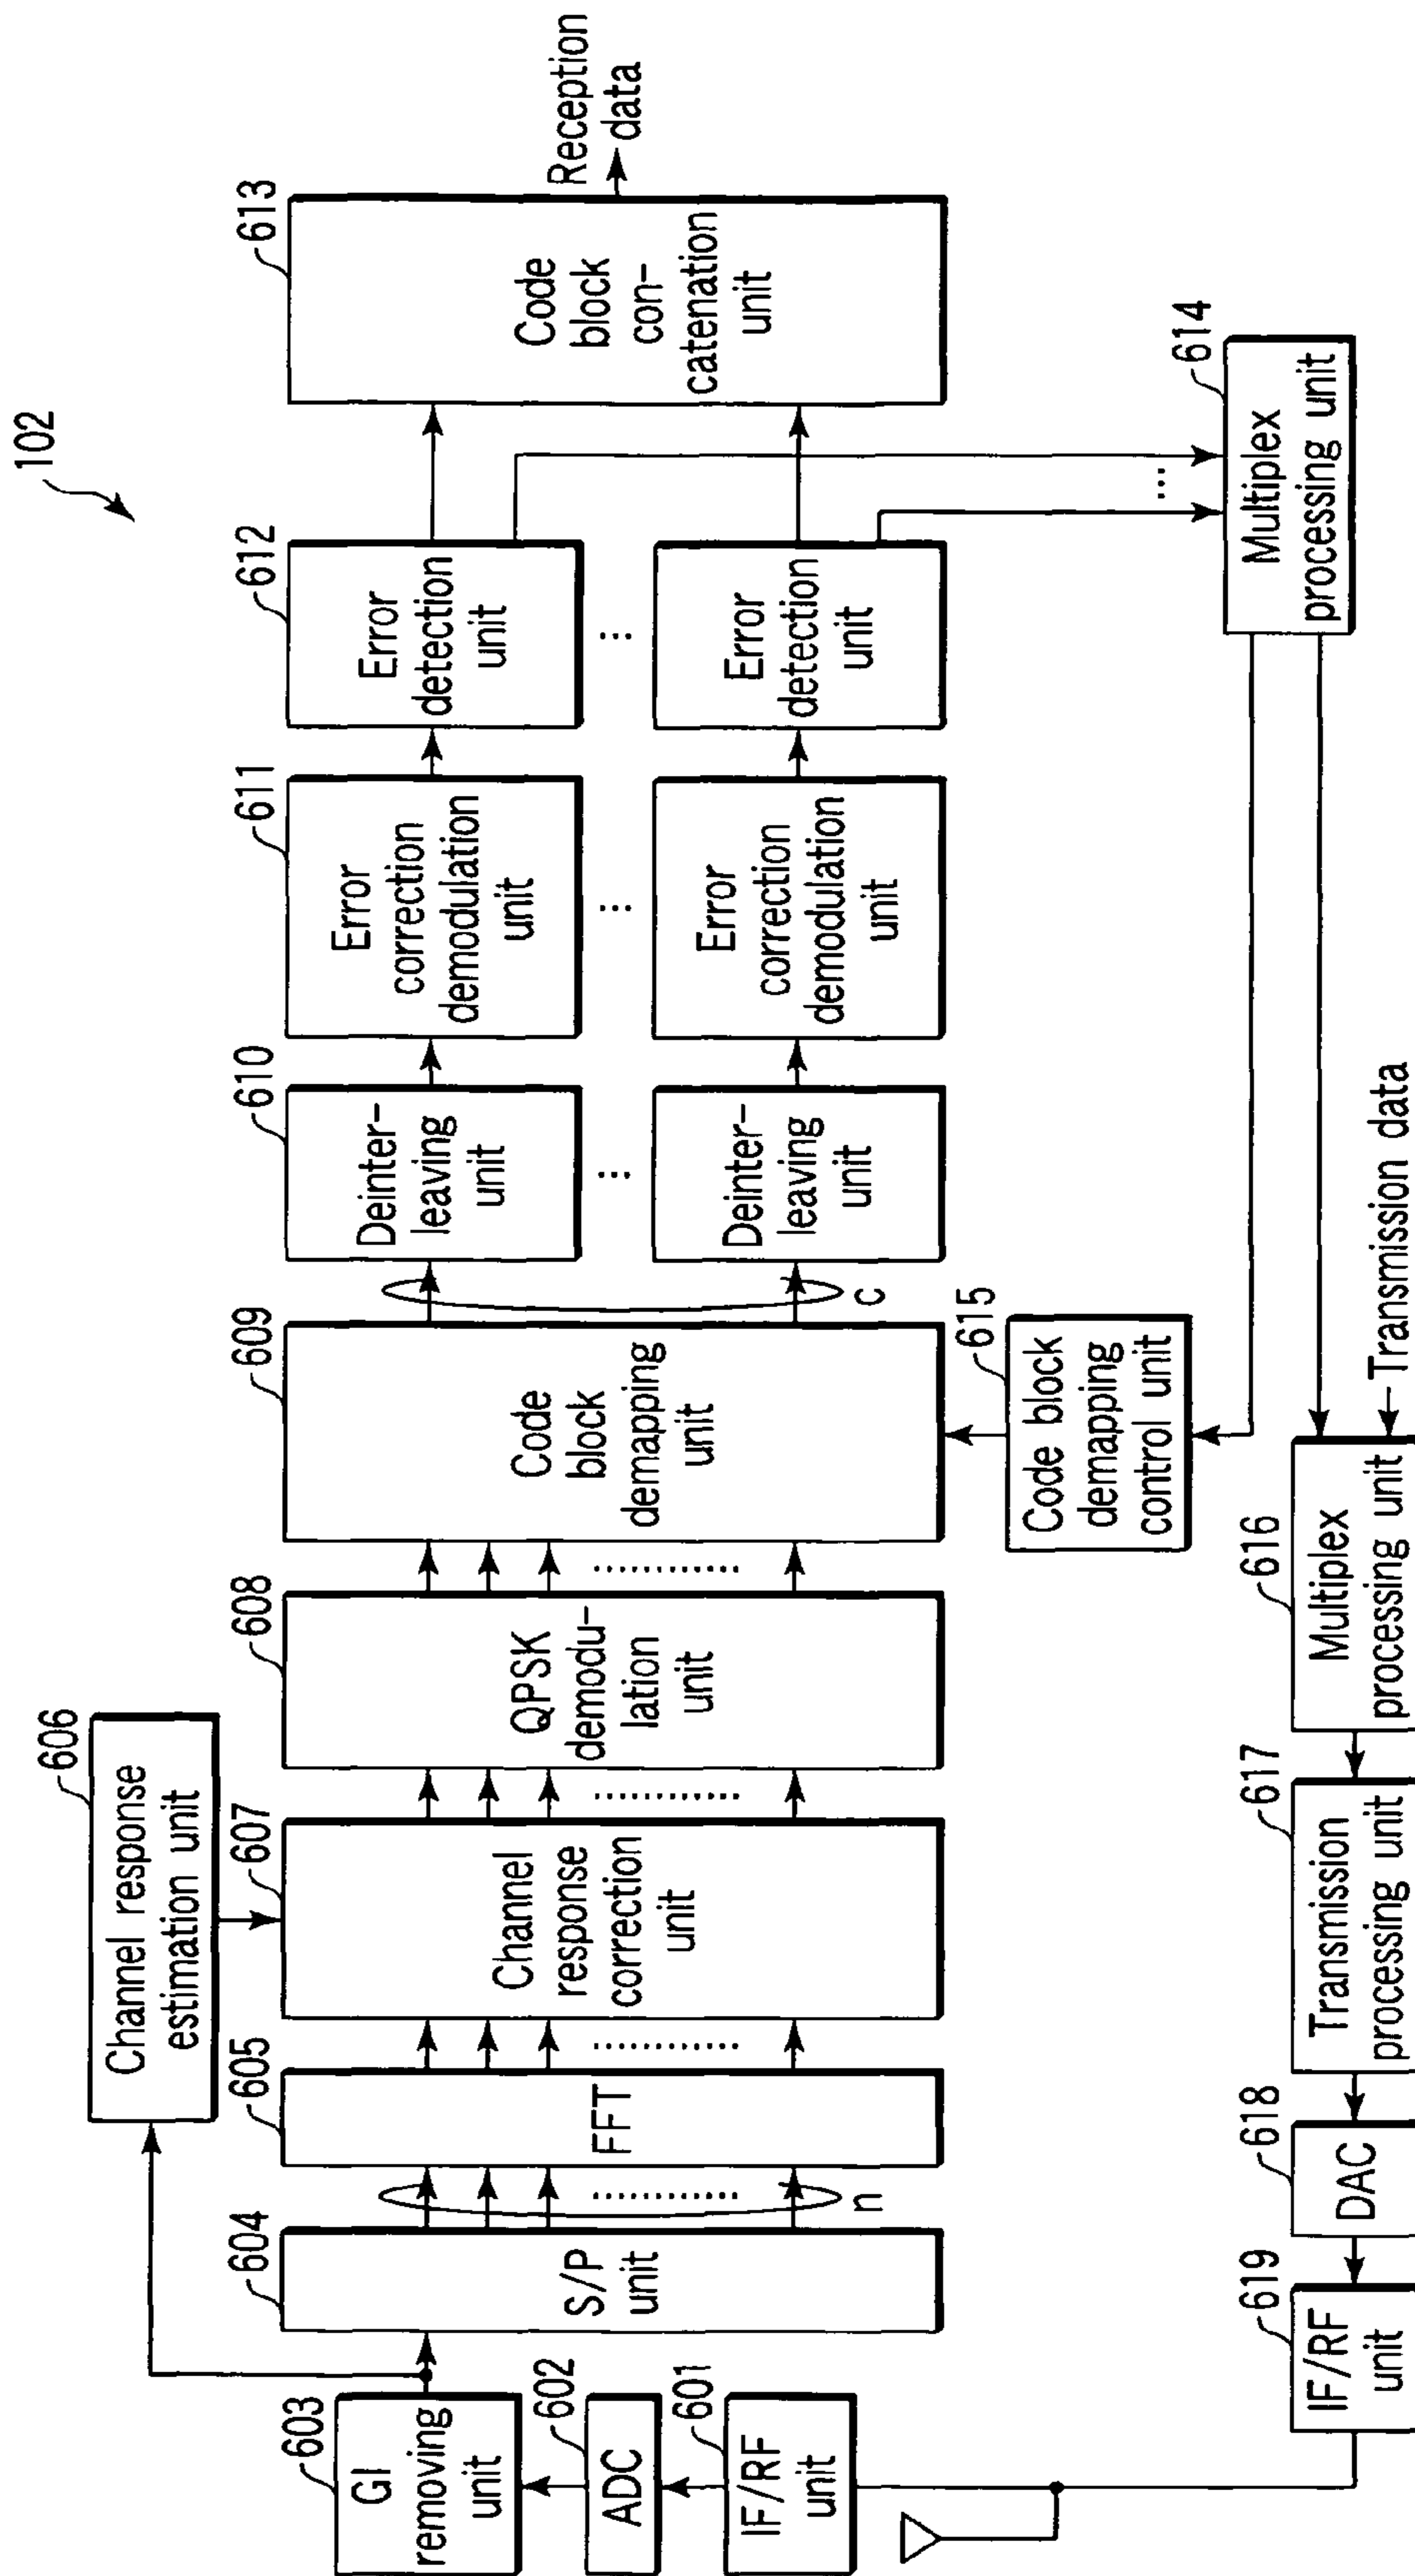 102
606
Channel response
estimation unit
603
GI
removing
unit
602
ADC
601
IF/RF
unit
604
S/P
unit
n
605
FFT
607
Channel
response
correction
unit
608
QPSK
demodu-
lation
unit
609
Code
block
demapping
unit
c
610
Deinter-
leaving
unit
Deinter-
leaving
unit
611
Error
correction
demodulation
unit
Error
correction
demodulation
unit
612
Error
detection
unit
Error
detection
unit
613
Code
block
con-
catenation
unit
Reception
data
614
Multiplex
processing unit
615
Code block
demapping
control unit
Transmission data
616
Multiplex
processing unit
617
Transmission
processing unit
618
DAC
619
IF/RF
unit